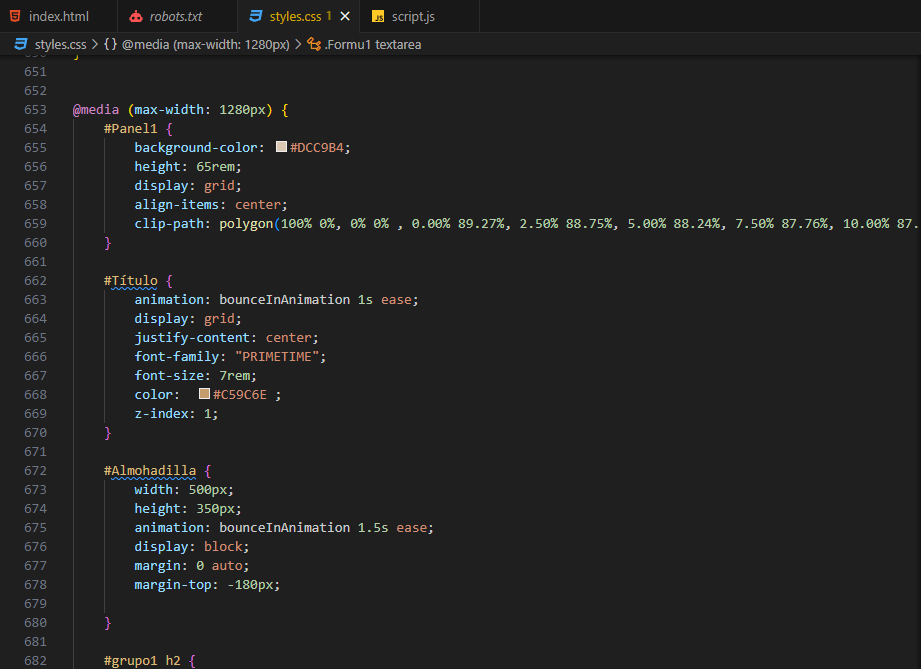 index.html robots.txt styles.css 1 script.js
styles.css > {} @media (max-width: 1280px) > .Formu1 textarea
651
652
653 @media (max-width: 1280px) {
654 #Panel1 {
655 background-color: #DCC9B4;
656 height: 65rem;
657 display: grid;
658 align-items: center;
659 clip-path: polygon(100% 0%, 0% 0% , 0.00% 89.27%, 2.50% 88.75%, 5.00% 88.24%, 7.50% 87.76%, 10.00% 87.
660 }
661
662 #Título {
663 animation: bounceInAnimation 1s ease;
664 display: grid;
665 justify-content: center;
666 font-family: "PRIMETIME";
667 font-size: 7rem;
668 color: #C59C6E ;
669 z-index: 1;
670 }
671
672 #Almohadilla {
673 width: 500px;
674 height: 350px;
675 animation: bounceInAnimation 1.5s ease;
676 display: block;
677 margin: 0 auto;
678 margin-top: -180px;
679
680 }
681
682 #grupo1 h2 {